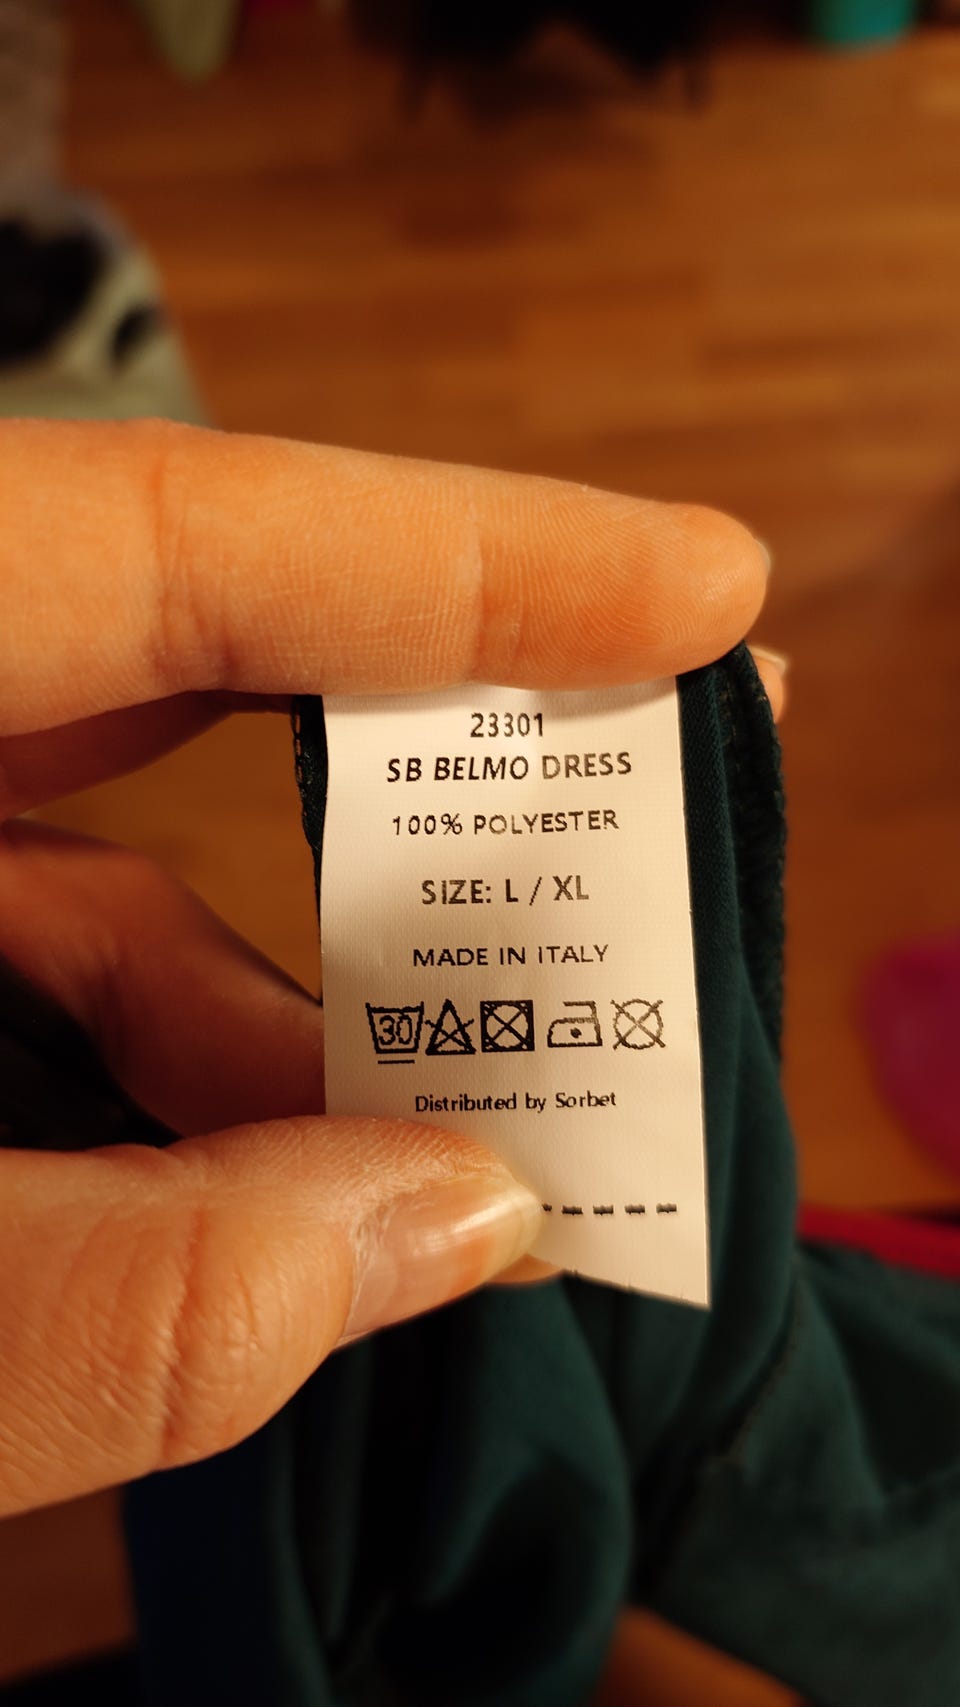 23301
SB BELMO DRESS
100% POLYESTER
SIZE: L / XL
MADE IN ITALY
30
Distributed by Sorbet